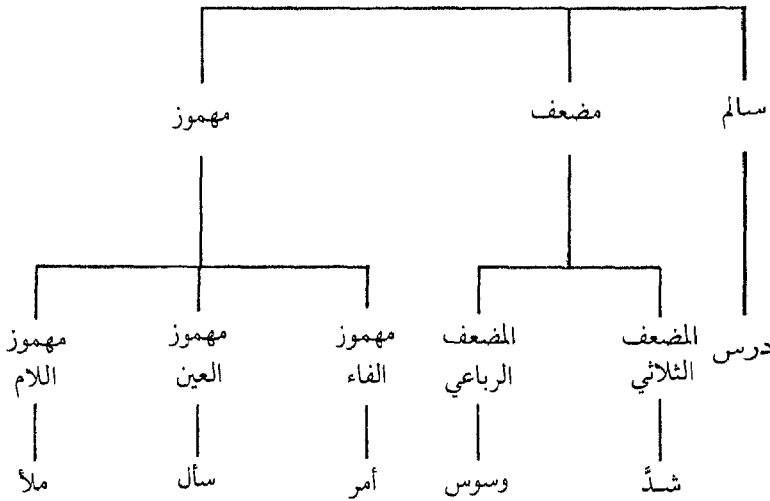 سالم
مضعف
مهموز
درس
المضعف
الثلاثي
المضعف
الرباعي
مهموز
الفاء
مهموز
العين
مهموز
اللام
شدَّ
وسوس
أمر
سأل
ملأ